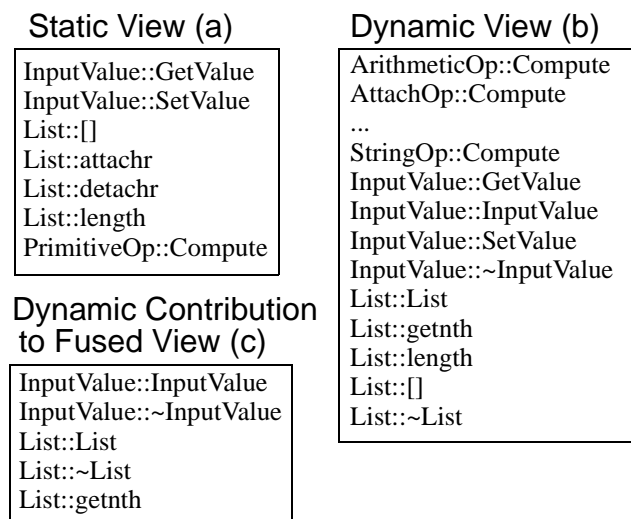 Static View (a)
InputValue::GetValue
InputValue::SetValue
List::[]
List::attachr
List::detachr
List::length
PrimitiveOp::Compute
Dynamic View (b)
ArithmeticOp::Compute
AttachOp::Compute
...
StringOp::Compute
InputValue::GetValue
InputValue::InputValue
InputValue::SetValue
InputValue::~InputValue
List::List
List::getnth
List::length
List::[]
List::~List
Dynamic Contribution
to Fused View (c)
InputValue::InputValue
InputValue::~InputValue
List::List
List::~List
List::getnth